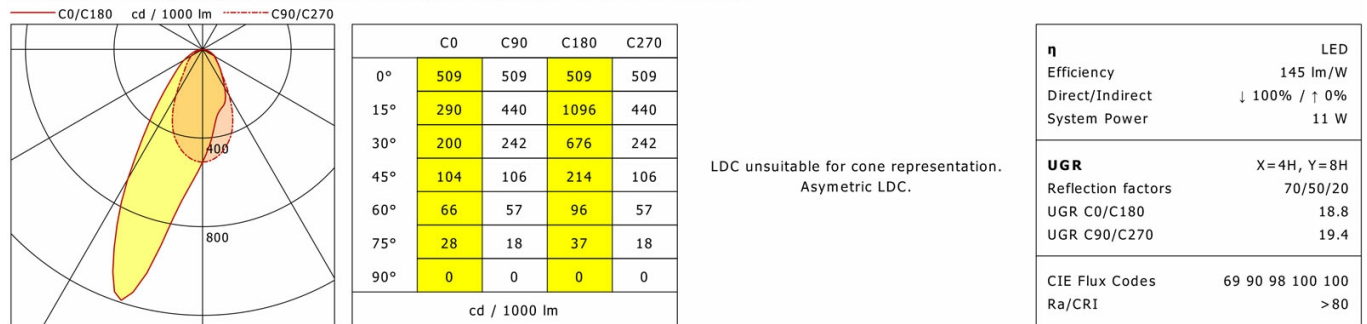 C0/C180 cd / 1000 lm C90/C270
400
800
C0 C90 C180 C270
0° 509 509 509 509
15° 290 440 1096 440
30° 200 242 676 242
45° 104 106 214 106
60° 66 57 96 57
75° 28 18 37 18
90° 0 0 0 0
cd / 1000 lm
LDC unsuitable for cone representation.
Asymetric LDC.
η LED
Efficiency 145 lm/W
Direct/Indirect ↓ 100% / ↑ 0%
System Power 11 W
UGR X=4H, Y=8H
Reflection factors 70/50/20
UGR C0/C180 18.8
UGR C90/C270 19.4
CIE Flux Codes 69 90 98 100 100
Ra/CRI >80